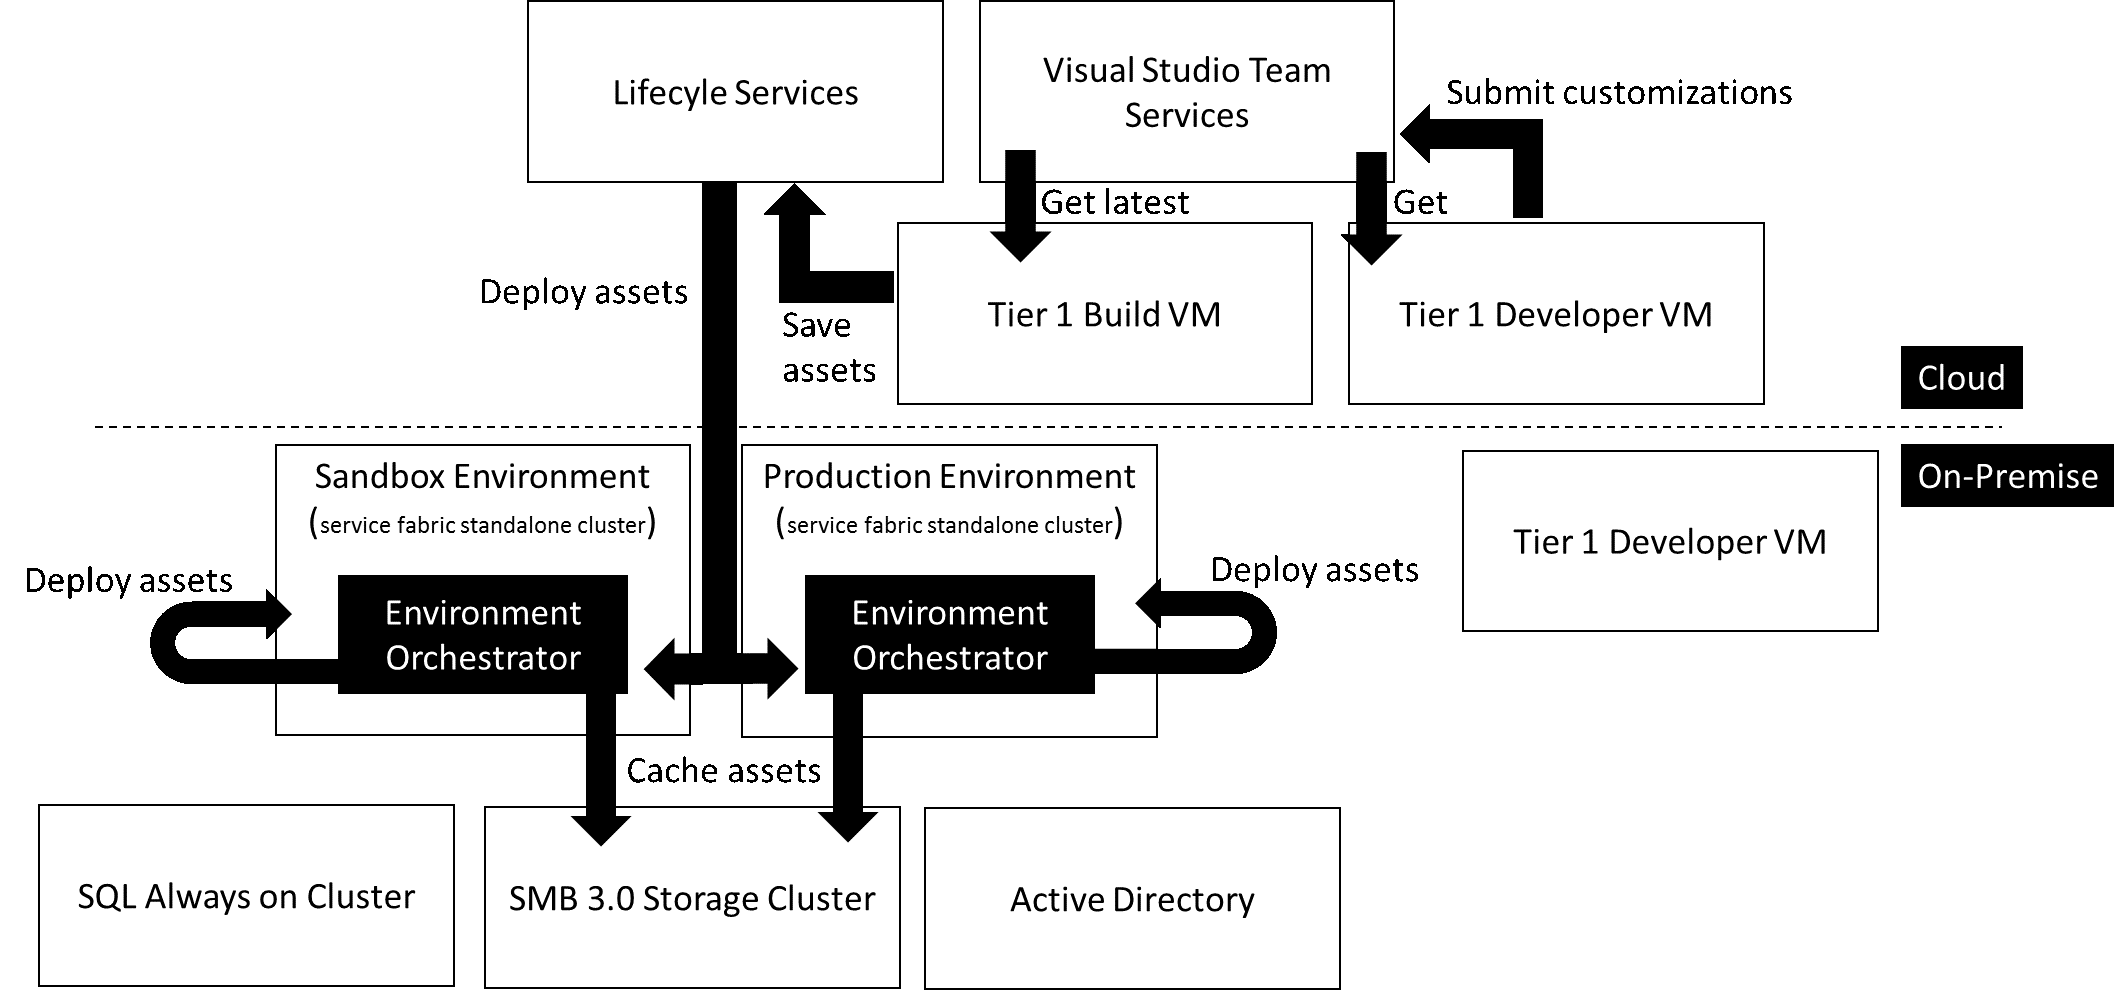 Lifecyle Services
Visual Studio Team
Services
Submit customizations
Get latest
Get
Deploy assets
Save
assets
Tier 1 Build VM
Tier 1 Developer VM
Cloud
On-Premise
Sandbox Environment
(service fabric standalone cluster)
Production Environment
(service fabric standalone cluster)
Tier 1 Developer VM
Deploy assets
Environment
Orchestrator
Environment
Orchestrator
Deploy assets
Cache assets
SQL Always on Cluster
SMB 3.0 Storage Cluster
Active Directory